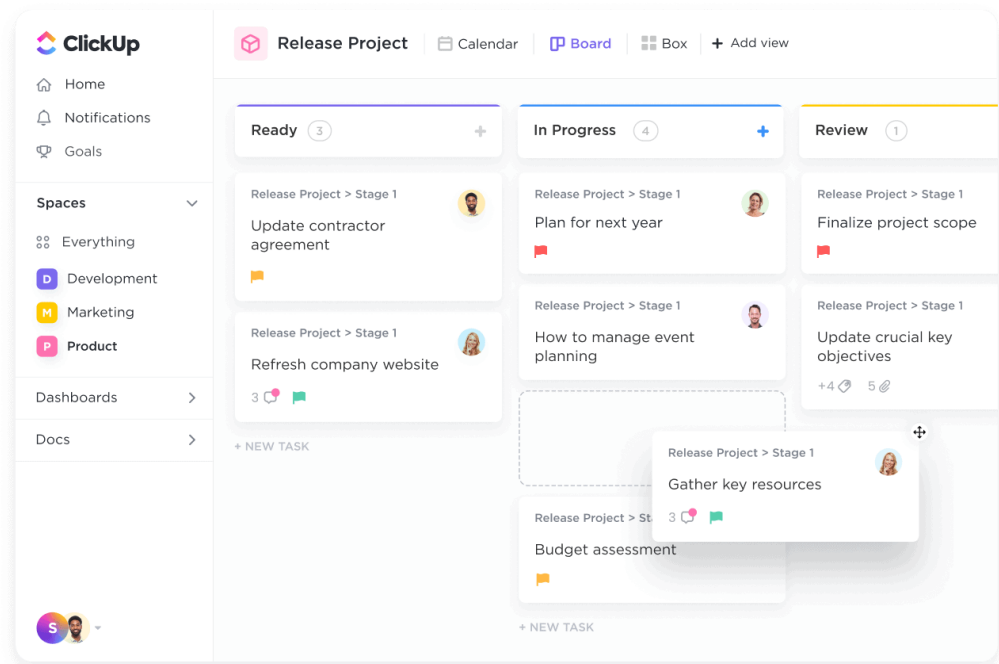 ClickUp
Home
Notifications
Goals
Spaces
Everything
D Development
M Marketing
P Product
Dashboards
Docs
S
Release Project
Calendar
Board
Box
+ Add view
Ready 3 +
Release Project > Stage 1
Update contractor
agreement
Release Project > Stage 1
Refresh company website
3
+ NEW TASK
In Progress 4 +
Release Project > Stage 1
Plan for next year
Release Project > Stage 1
How to manage event
planning
Release Project > Stage 1
Gather key resources
3
Release Project > Sta
Budget assessment
+ NEW TASK
Review 1
Release Project > Stage 1
Finalize project scope
Release Project > Stage 1
Update crucial key
objectives
+4 5